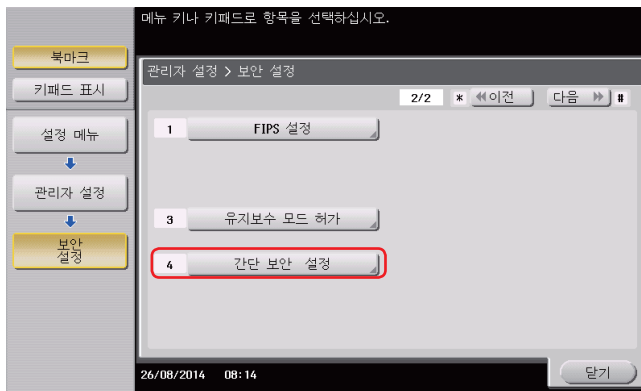 메뉴 키나 키패드로 항목을 선택하십시오.
북마크
키패드 표시
설정 메뉴
관리자 설정
보안
설정
관리자 설정 > 보안 설정
2/2 * ≪이전 다음 ≫ #
1 FIPS 설정
3 유지보수 모드 허가
4 간단 보안 설정
26/08/2014 08:14
닫기